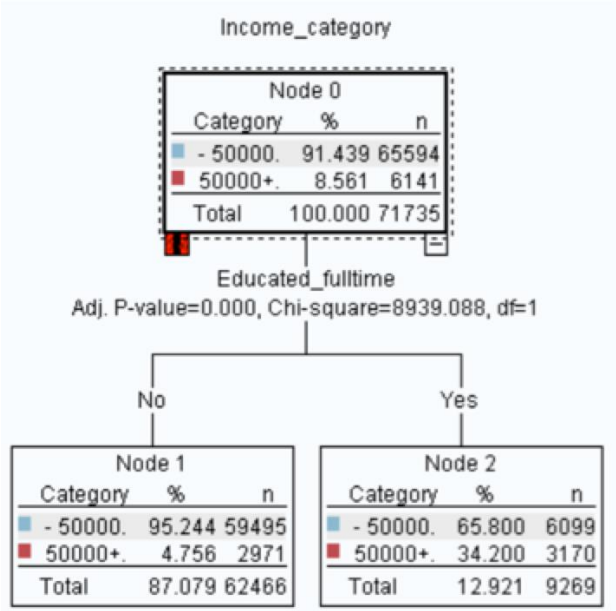 Income_category
Node 0
Category % n
- 50000. 91.439 65594
50000+. 8.561 6141
Total 100.000 71735
Educated_fulltime
Adj. P-value=0.000, Chi-square=8939.088, df=1
No Yes
Node 1
Category % n
- 50000. 95.244 59495
50000+. 4.756 2971
Total 87.079 62466
Node 2
Category % n
- 50000. 65.800 6099
50000+. 34.200 3170
Total 12.921 9269